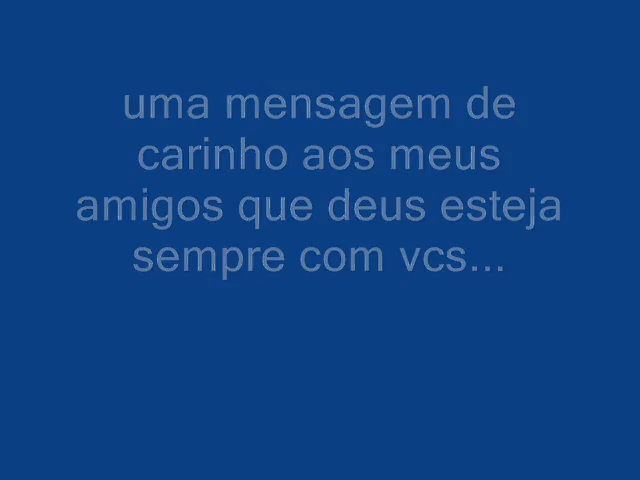 uma mensagem de
carinho aos meus
amigos que deus esteja
sempre com vcs...